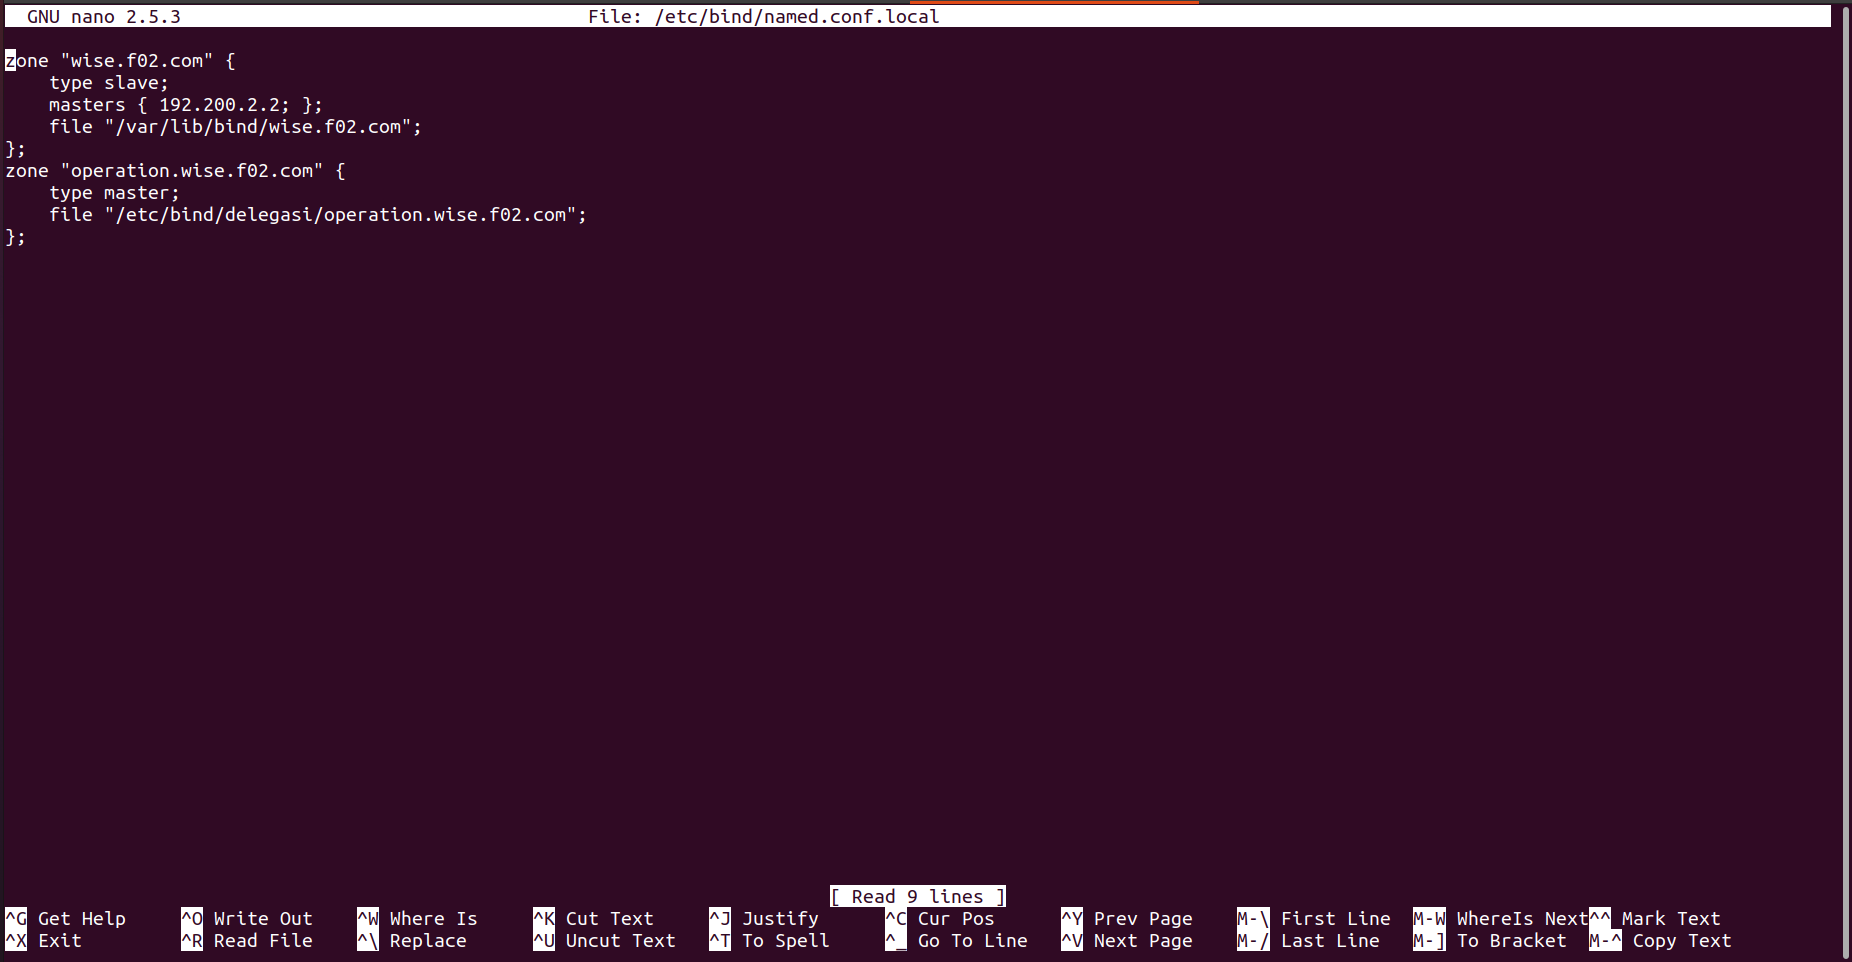 GNU nano 2.5.3 File: /etc/bind/named.conf.local
zone "wise.f02.com" {
    type slave;
    masters { 192.200.2.2; };
    file "/var/lib/bind/wise.f02.com";
};
zone "operation.wise.f02.com" {
    type master;
    file "/etc/bind/delegasi/operation.wise.f02.com";
};
[ Read 9 lines ]
^G Get Help ^O Write Out ^W Where Is ^K Cut Text ^J Justify ^C Cur Pos ^Y Prev Page M-\ First Line M-W WhereIs Next ^^ Mark Text
^X Exit ^R Read File ^\ Replace ^U Uncut Text ^T To Spell ^_ Go To Line ^V Next Page M-/ Last Line M-] To Bracket M-^ Copy Text